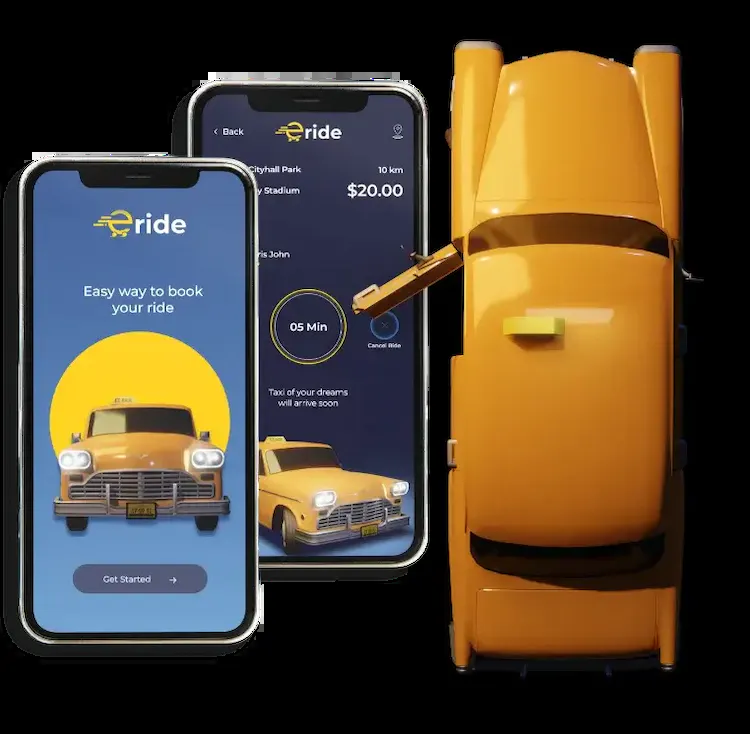 eride
Easy way to book
your ride
Get Started →
‹ Back
eride
Cityhall Park
10 km
Stadium
$20.00
John
05 Min
Cancel Ride
Taxi of your dreams
will arrive soon